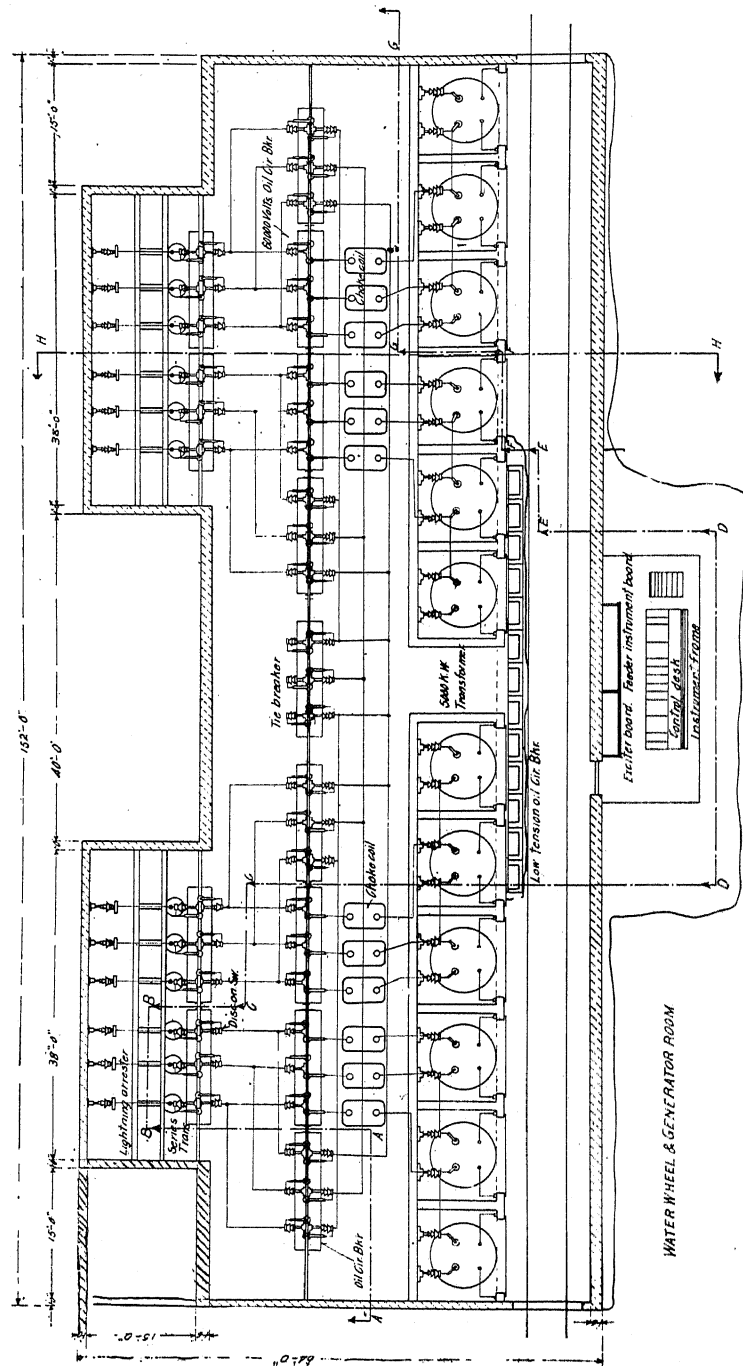 152'-0"
15'-0"
38'-0"
40'-0"
38'-0"
15'-0"
15'-0"
64'-0"
Lightning arrester
Series
Trans.
Discon Sw.
60000 Volts Oil Cir. Bkr.
Oil Cir. Bkr
Tie breaker
Choke coil
Choke coil
5000 K.W.
Transformer.
Low Tension oil Cir. Bkr.
Exciter board. Feeder instrument board.
Control desk
Instrument frame
WATER WHEEL & GENERATOR ROOM
A
A
B
B
C
C
D
D
E
E
G
G
H
H